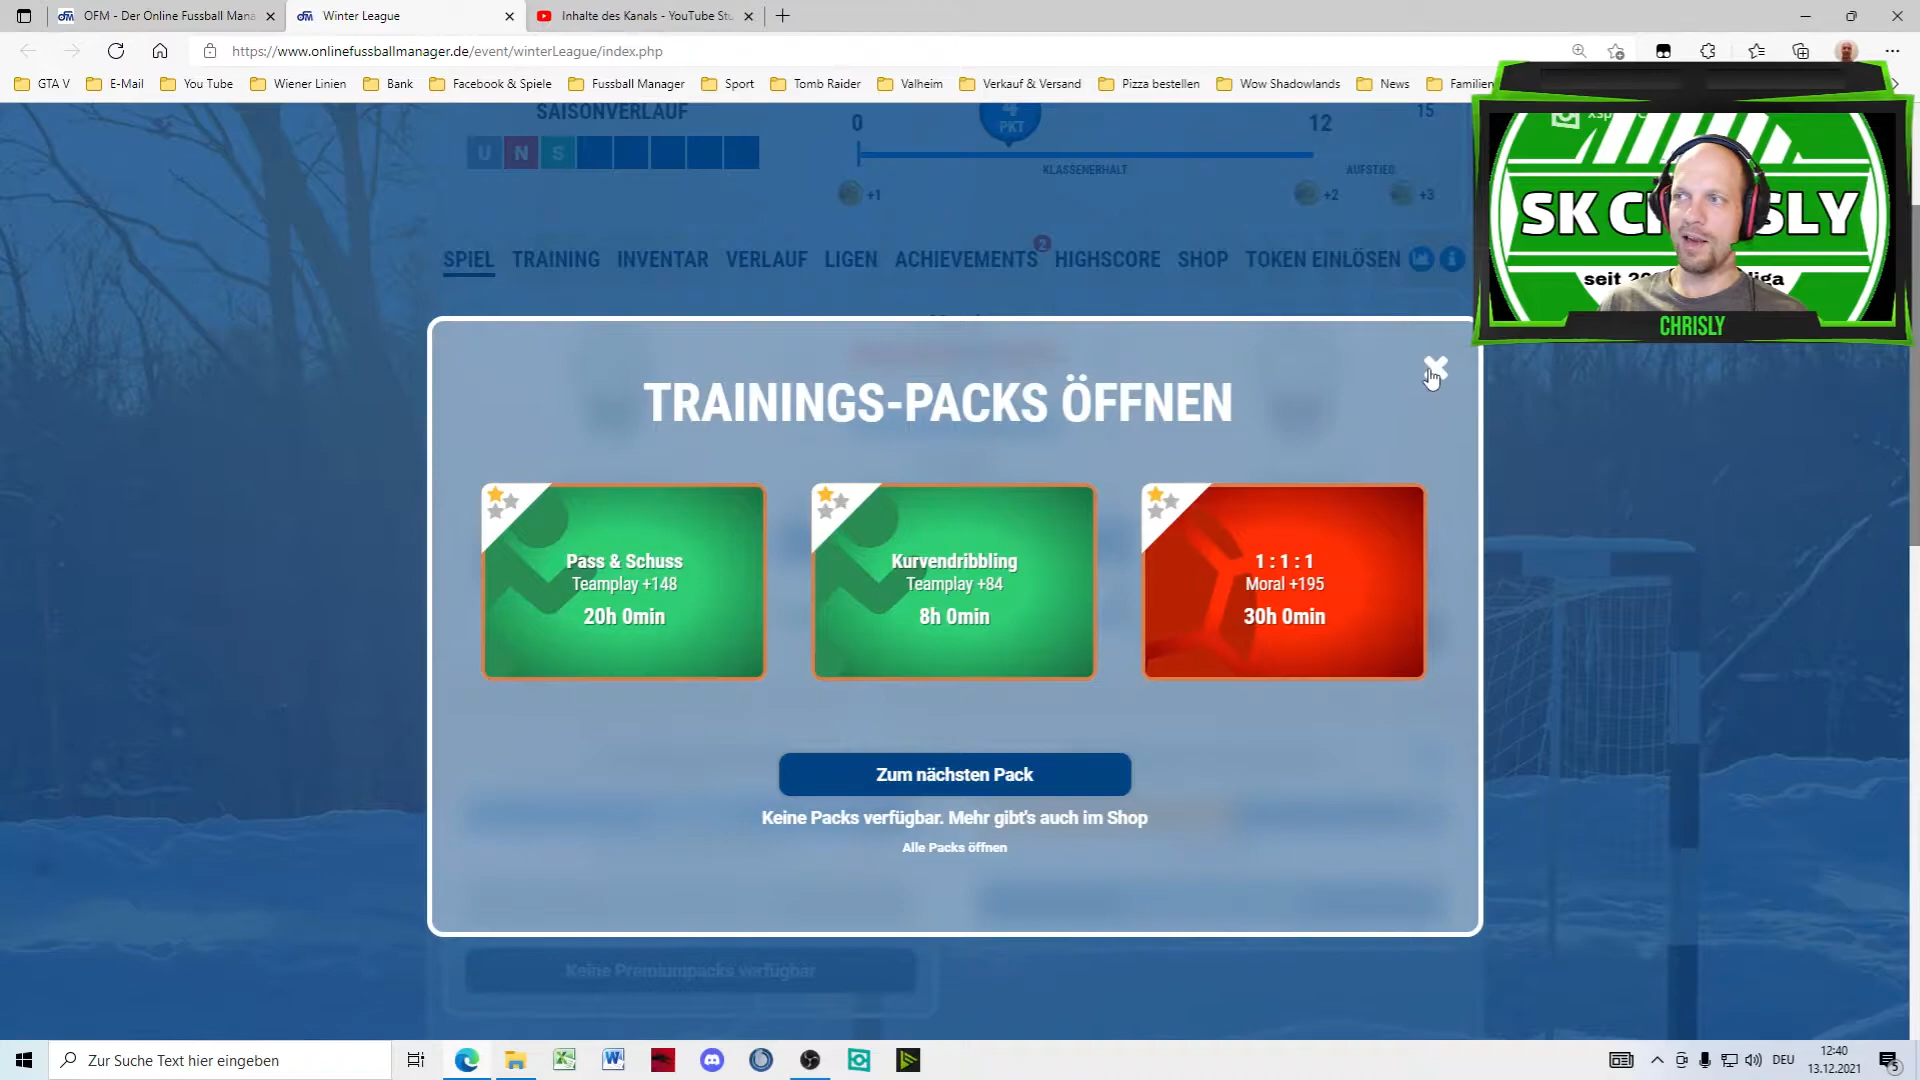 OFM - Der Online Fussball Mana
Winter League
Inhalte des Kanals - YouTube Stu
https://www.onlinefussballmanager.de/event/winterLeague/index.php
GTA V
E-Mail
You Tube
Wiener Linien
Bank
Facebook & Spiele
Fussball Manager
Sport
Tomb Raider
Valheim
Verkauf & Versand
Pizza bestellen
Wow Shadowlands
News
Familien
SAISONVERLAUF
U N S
0
4
PKT
12
15
KLASSENERHALT
AUFSTIEG
+1
+2
+3
SPIEL
TRAINING
INVENTAR
VERLAUF
LIGEN
ACHIEVEMENTS
2
HIGHSCORE
SHOP
TOKEN EINLÖSEN
SK CH SLY
seit
CHRISLY
TRAININGS-PACKS ÖFFNEN
Pass & Schuss
Teamplay +148
20h 0min
Kurvendribbling
Teamplay +84
8h 0min
1 : 1 : 1
Moral +195
30h 0min
Zum nächsten Pack
Keine Packs verfügbar. Mehr gibt's auch im Shop
Alle Packs öffnen
Keine Premiumpacks verfügbar
Zur Suche Text hier eingeben
DEU
12:40
13.12.2021
5